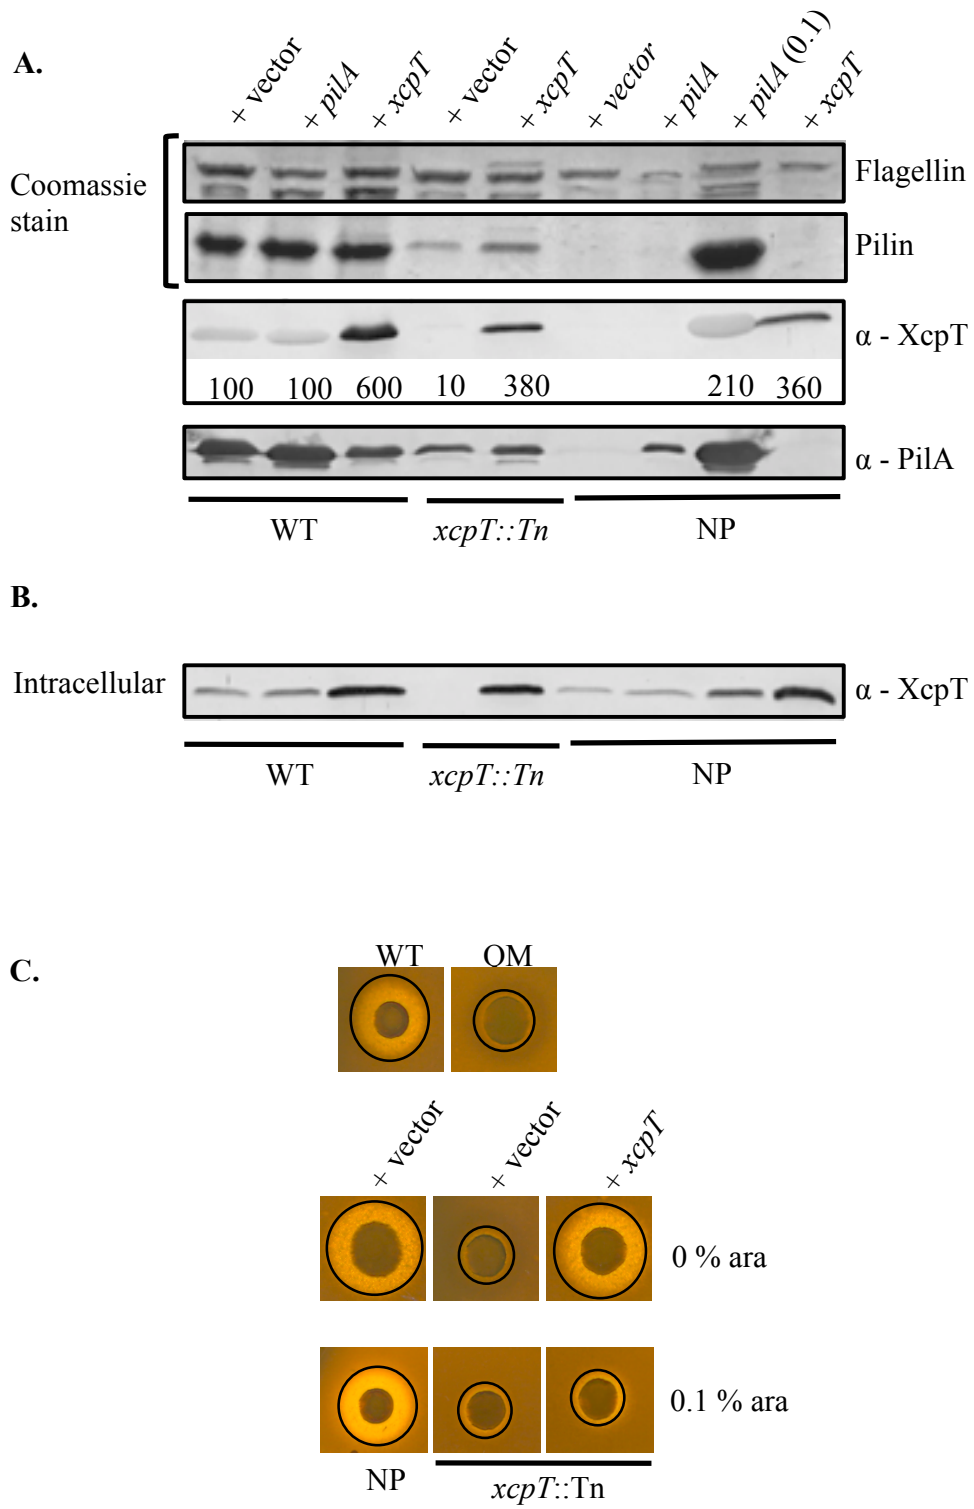 A.
+ vector
+ pilA
+ xcpT
+ vector
+ xcpT
+ vector
+ pilA
+ pilA (0.1)
+ xcpT
Coomassie
stain
Flagellin
Pilin
α - XcpT
100 100 600 10 380 210 360
α - PilA
WT xcpT::Tn NP
B.
Intracellular
α - XcpT
WT xcpT::Tn NP
C.
WT QM
+ vector
+ vector
+ xcpT
0 % ara
0.1 % ara
NP xcpT::Tn